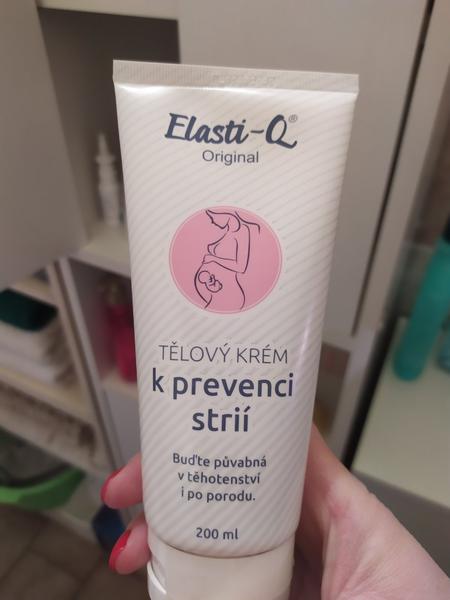 Elasti-Q®
Original
TĚLOVÝ KRÉM
k prevenci
strií
Buďte půvabná
v těhotenství
i po porodu.
200 ml